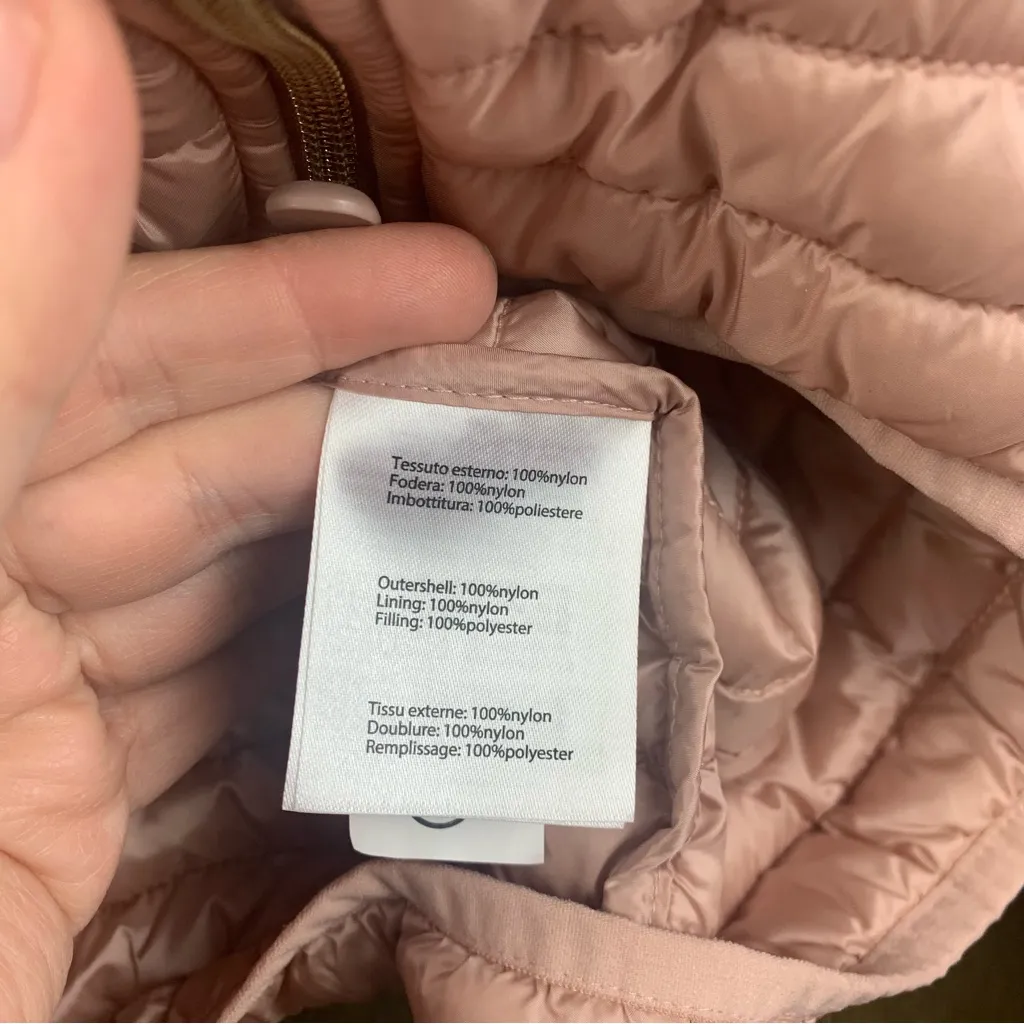 Tessuto esterno: 100%nylon
Fodera: 100%nylon
Imbottitura: 100%poliestere
Outershell: 100%nylon
Lining: 100%nylon
Filling: 100%polyester
Tissu externe: 100%nylon
Doublure: 100%nylon
Remplissage: 100%polyester